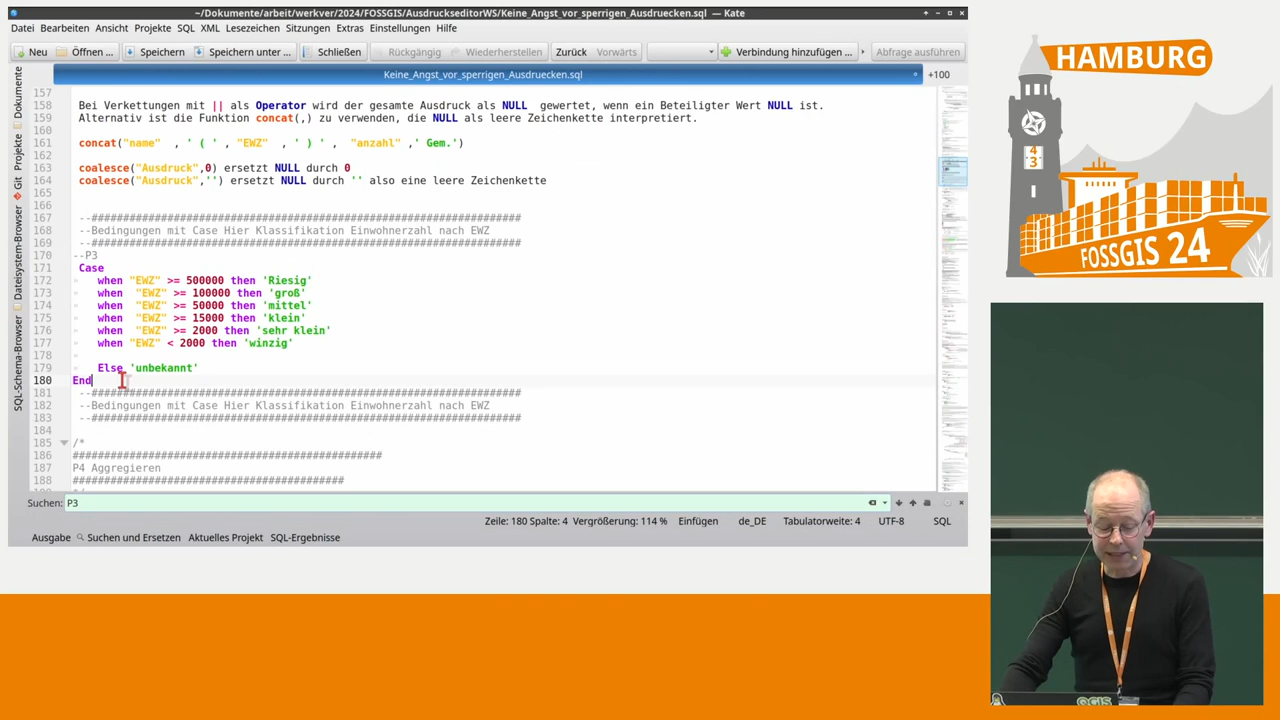 ~/Dokumente/arbeit/werkver/2024/FOSSGIS/AusdruckseditorWS/Keine_Angst_vor_sperrigen_Ausdruecken.sql — Kate
Datei Bearbeiten Ansicht Projekte SQL XML Lesezeichen Sitzungen Extras Einstellungen Hilfe
Neu Öffnen ... Speichern Speichern unter ... Schließen Rückgängig Wiederherstellen Zurück Vorwärts Verbindung hinzufügen ... Abfrage ausführen
Keine_Angst_vor_sperrigen_Ausdruecken.sql +100
157
158 Bei Verkettungen mit || als Operator wird der gesamte Ausdruck als NULL gewertet, wenn ein Beteiligter Wert NULL ist.
159 Alternativ ist die Funktion concat(,) zu verwenden, die NULL als leere Zeichenkette interpretiert.
160
161 concat("name", ' ( "EWZ" ) "anzahl" ,' Gem.')
162
163 coalesce("Ausdruck",0) ersetzt NULL durch 0
164 coalesce("Ausdruck",'') ersetzt NULL durch '' also eine leere Zeichkette
165
166
167 --#################################################################
168 --Bedingungen mit Case Hier Klassifikation Einwohnerzahl nach EWZ
169 --#################################################################
170 --P3
171 Case
172 when "EWZ" >= 500000 then 'Riesig'
173 when "EWZ" >= 100000 then 'groß'
174 when "EWZ" >= 50000 then 'mittel'
175 when "EWZ" >= 15000 then 'klein'
176 when "EWZ" >= 2000 then 'sehr klein'
177 when "EWZ" < 2000 then 'winzig'
178
179 Else 'unbekannt'
180 End
181 --#################################################################
182 --Bedingungen mit Case Hier Klassifikation Einwohnerzahl nach EWZ
183 --#################################################################
184
185 /*
186 #################################################
187 P4 Aggregieren
188 #################################################
Suchen: P3
Zeile: 180 Spalte: 4 Vergrößerung: 114 % Einfügen de_DE Tabulatorweite: 4 UTF-8 SQL
Ausgabe Suchen und Ersetzen Aktuelles Projekt SQL-Ergebnisse
Dokumente
Projekte
Git
Dateisystem-Browser
SQL-Schema-Browser
HAMBURG
4
3
FOSSGIS 24
QGIS